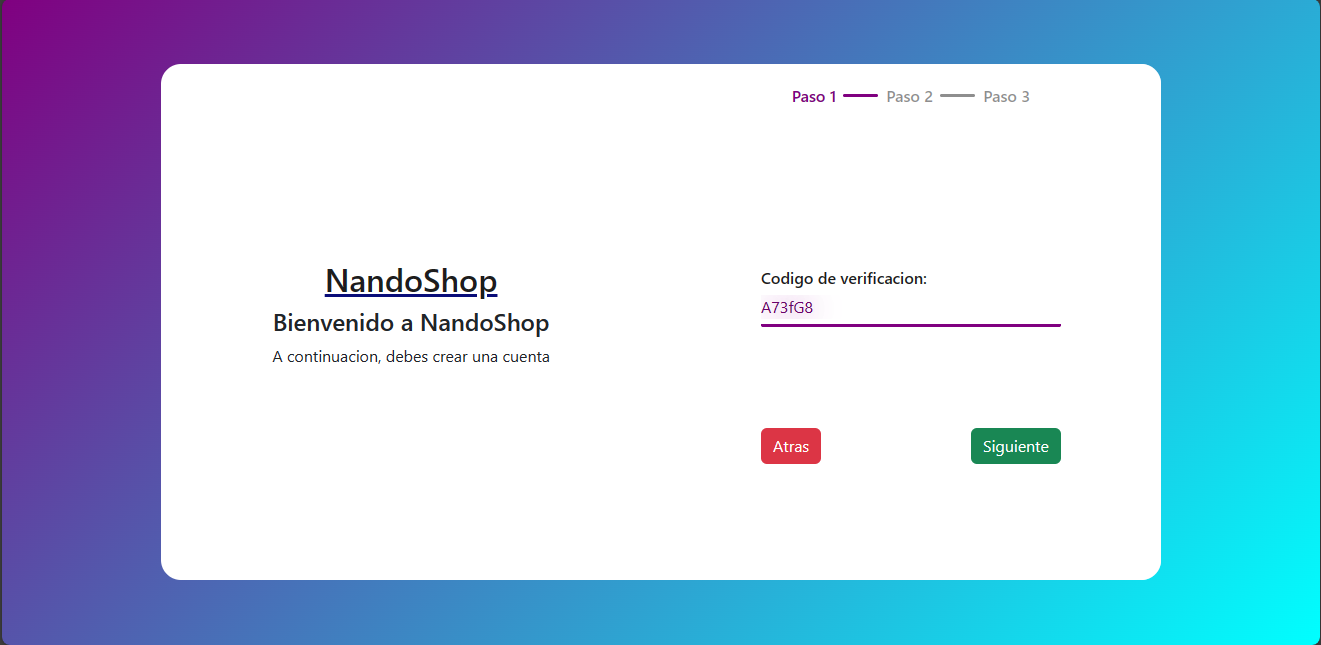 Paso 1 Paso 2 Paso 3
NandoShop
Bienvenido a NandoShop
A continuacion, debes crear una cuenta
Codigo de verificacion:
A73fG8
Atras Siguiente